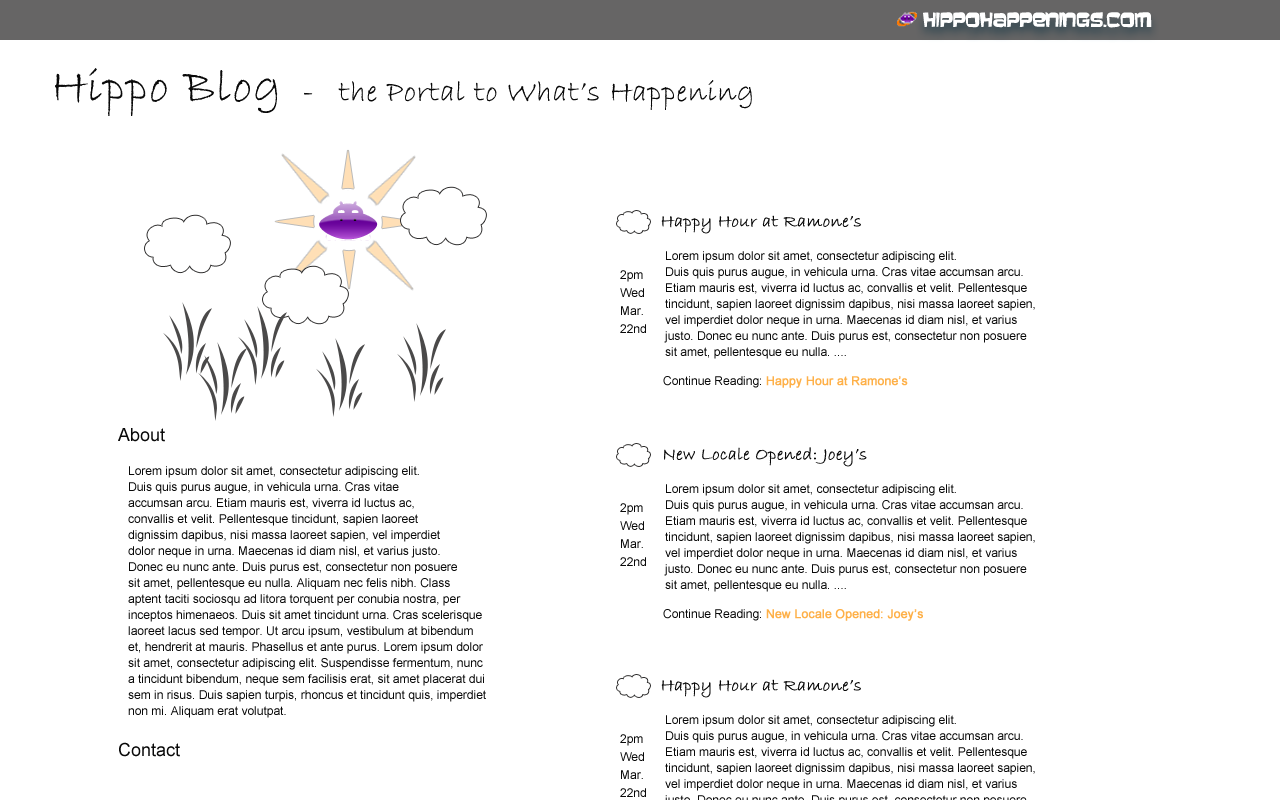 HIPPOHAPPENINGS.COM
Hippo Blog - the Portal to What's Happening
About
Lorem ipsum dolor sit amet, consectetur adipiscing elit.
Duis quis purus augue, in vehicula urna. Cras vitae
accumsan arcu. Etiam mauris est, viverra id luctus ac,
convallis et velit. Pellentesque tincidunt, sapien laoreet
dignissim dapibus, nisi massa laoreet sapien, vel imperdiet
dolor neque in urna. Maecenas id diam nisl, et varius justo.
Donec eu nunc ante. Duis purus est, consectetur non posuere
sit amet, pellentesque eu nulla. Aliquam nec felis nibh. Class
aptent taciti sociosqu ad litora torquent per conubia nostra, per
inceptos himenaeos. Duis sit amet tincidunt urna. Cras scelerisque
laoreet lacus sed tempor. Ut arcu ipsum, vestibulum at bibendum
et, hendrerit at mauris. Phasellus et ante purus. Lorem ipsum dolor
sit amet, consectetur adipiscing elit. Suspendisse fermentum, nunc
a tincidunt bibendum, neque sem facilisis erat, sit amet placerat dui
sem in risus. Duis sapien turpis, rhoncus et tincidunt quis, imperdiet
non mi. Aliquam erat volutpat.
Contact
Happy Hour at Ramone's
2pm
Wed
Mar.
22nd
Lorem ipsum dolor sit amet, consectetur adipiscing elit.
Duis quis purus augue, in vehicula urna. Cras vitae accumsan arcu.
Etiam mauris est, viverra id luctus ac, convallis et velit. Pellentesque
tincidunt, sapien laoreet dignissim dapibus, nisi massa laoreet sapien,
vel imperdiet dolor neque in urna. Maecenas id diam nisl, et varius
justo. Donec eu nunc ante. Duis purus est, consectetur non posuere
sit amet, pellentesque eu nulla. ....
Continue Reading: Happy Hour at Ramone's
New Locale Opened: Joey's
2pm
Wed
Mar.
22nd
Lorem ipsum dolor sit amet, consectetur adipiscing elit.
Duis quis purus augue, in vehicula urna. Cras vitae accumsan arcu.
Etiam mauris est, viverra id luctus ac, convallis et velit. Pellentesque
tincidunt, sapien laoreet dignissim dapibus, nisi massa laoreet sapien,
vel imperdiet dolor neque in urna. Maecenas id diam nisl, et varius
justo. Donec eu nunc ante. Duis purus est, consectetur non posuere
sit amet, pellentesque eu nulla. ....
Continue Reading: New Locale Opened: Joey's
Happy Hour at Ramone's
2pm
Wed
Mar.
22nd
Lorem ipsum dolor sit amet, consectetur adipiscing elit.
Duis quis purus augue, in vehicula urna. Cras vitae accumsan arcu.
Etiam mauris est, viverra id luctus ac, convallis et velit. Pellentesque
tincidunt, sapien laoreet dignissim dapibus, nisi massa laoreet sapien,
vel imperdiet dolor neque in urna. Maecenas id diam nisl, et varius
justo. Donec eu nunc ante. Duis purus est, consectetur non posuere